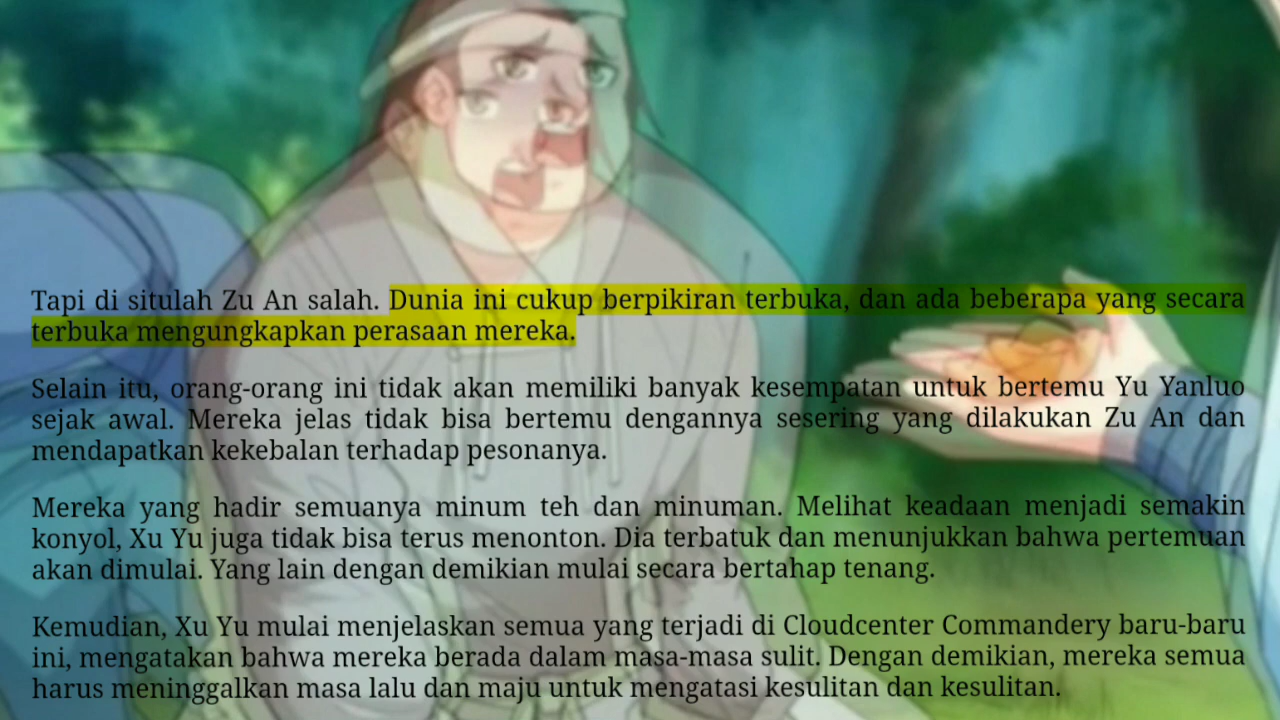 Tapi di situlah Zu An salah. Dunia ini cukup berpikiran terbuka, dan ada beberapa yang secara
terbuka mengungkapkan perasaan mereka.
Selain itu, orang-orang ini tidak akan memiliki banyak kesempatan untuk bertemu Yu Yanluo
sejak awal. Mereka jelas tidak bisa bertemu dengannya sesering yang dilakukan Zu An dan
mendapatkan kekebalan terhadap pesonanya.
Mereka yang hadir semuanya minum teh dan minuman. Melihat keadaan menjadi semakin
konyol, Xu Yu juga tidak bisa terus menonton. Dia terbatuk dan menunjukkan bahwa pertemuan
akan dimulai. Yang lain dengan demikian mulai secara bertahap tenang.
Kemudian, Xu Yu mulai menjelaskan semua yang terjadi di Cloudcenter Commandery baru-baru
ini, mengatakan bahwa mereka berada dalam masa-masa sulit. Dengan demikian, mereka semua
harus meninggalkan masa lalu dan maju untuk mengatasi kesulitan dan kesulitan.